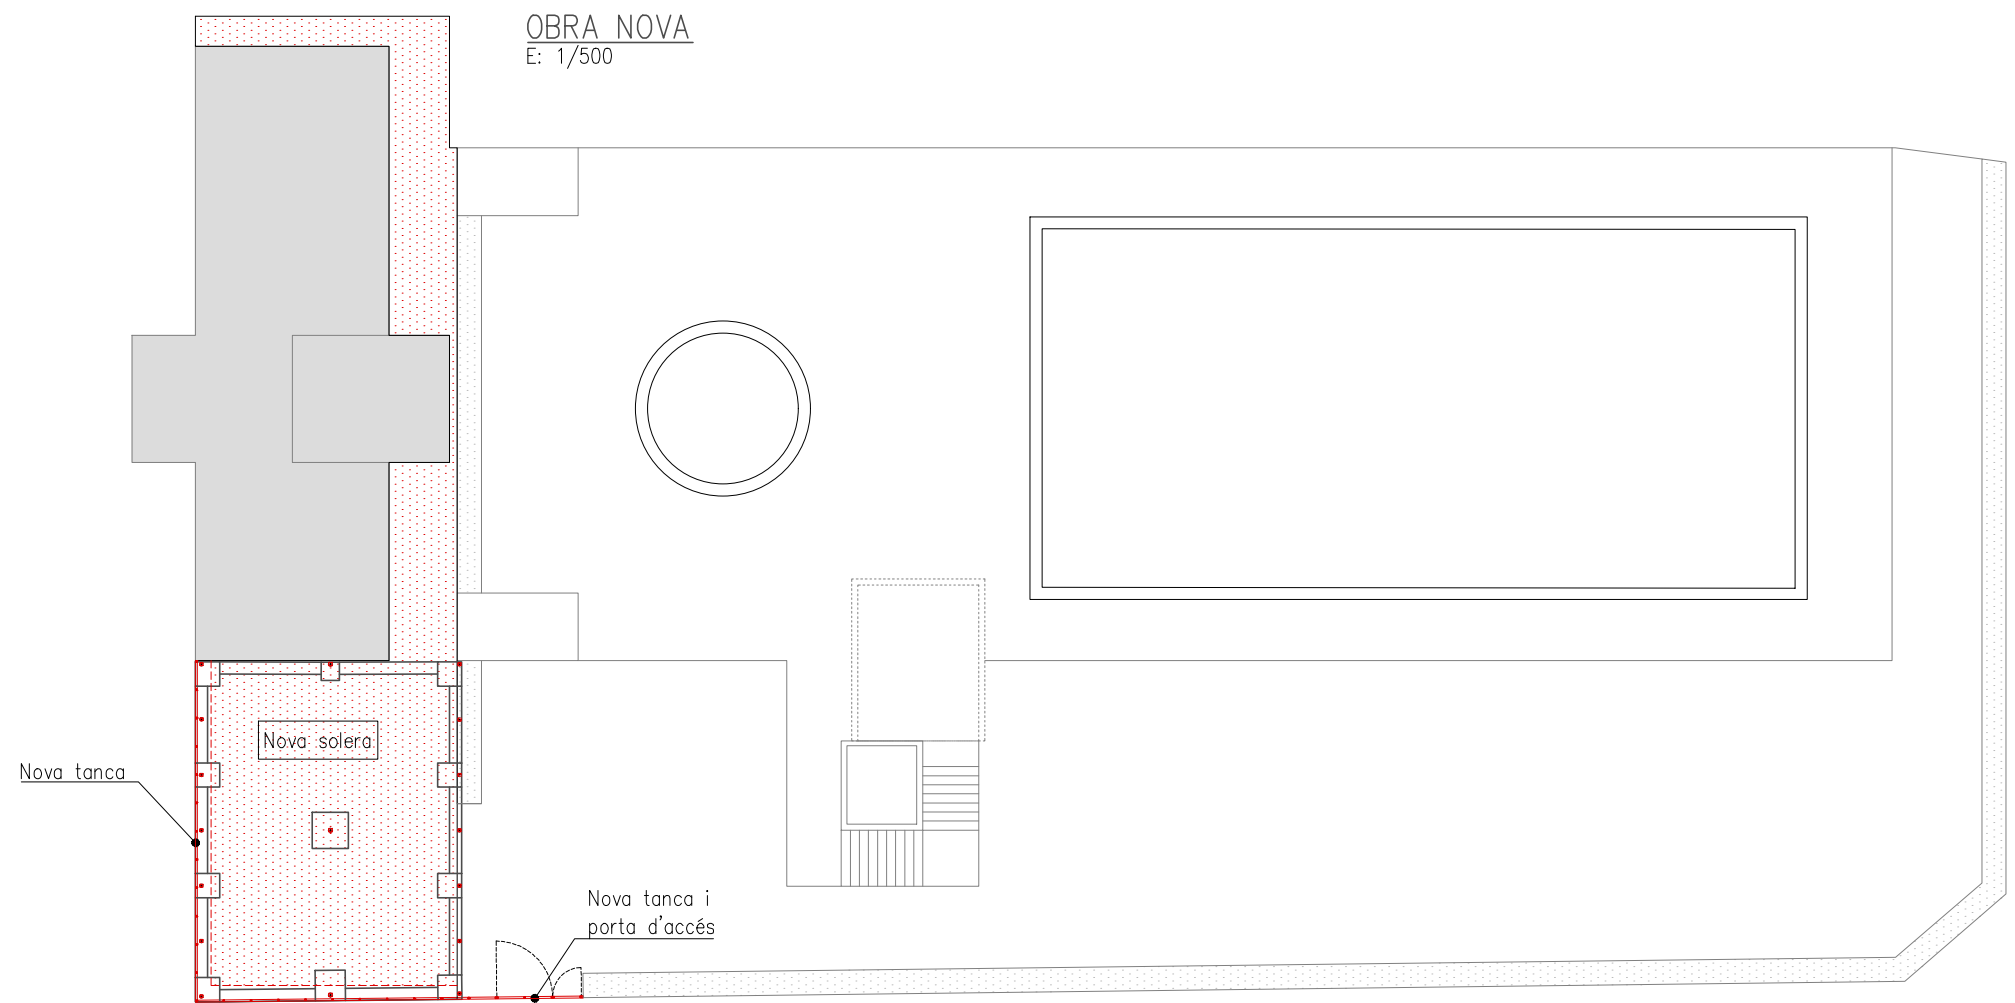 OBRA NOVA
E: 1/500
Nova solera
Nova tanca
Nova tanca i
porta d'accés